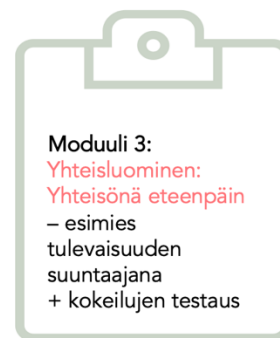 Moduuli 3:
Yhteisluominen:
Yhteisönä eteenpäin
– esimies
tulevaisuuden
suuntaajana
+ kokeilujen testaus